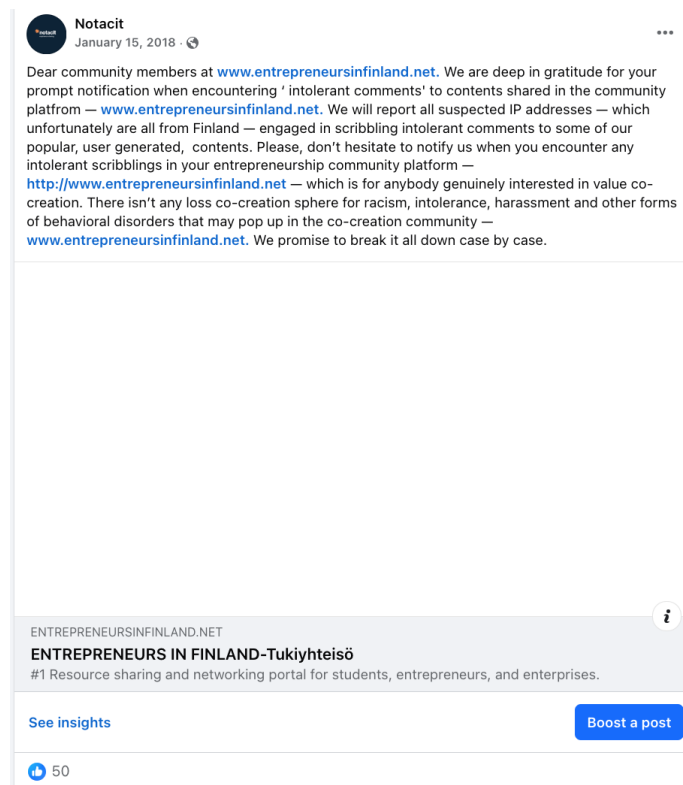 Notacit
January 15, 2018 ·
Dear community members at www.entrepreneursinfinland.net. We are deep in gratitude for your
prompt notification when encountering ‘ intolerant comments' to contents shared in the community
platfrom — www.entrepreneursinfinland.net. We will report all suspected IP addresses — which
unfortunately are all from Finland — engaged in scribbling intolerant comments to some of our
popular, user generated,  contents. Please, don’t hesitate to notify us when you encounter any
intolerant scribblings in your entrepreneurship community platform —
http://www.entrepreneursinfinland.net — which is for anybody genuinely interested in value co-
creation. There isn’t any loss co-creation sphere for racism, intolerance, harassment and other forms
of behavioral disorders that may pop up in the co-creation community —
www.entrepreneursinfinland.net. We promise to break it all down case by case.
ENTREPRENEURSINFINLAND.NET
ENTREPRENEURS IN FINLAND-Tukiyhteisö
#1 Resource sharing and networking portal for students, entrepreneurs, and enterprises.
See insights
Boost a post
50